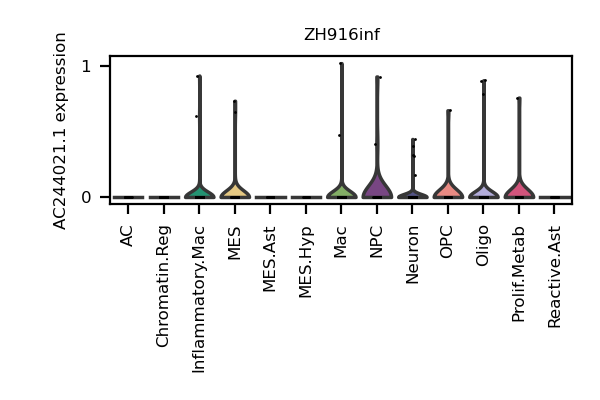 ZH916inf
AC244021.1 expression
1
0
AC
Chromatin.Reg
Inflammatory.Mac
MES
MES.Ast
MES.Hyp
Mac
NPC
Neuron
OPC
Oligo
Prolif.Metab
Reactive.Ast